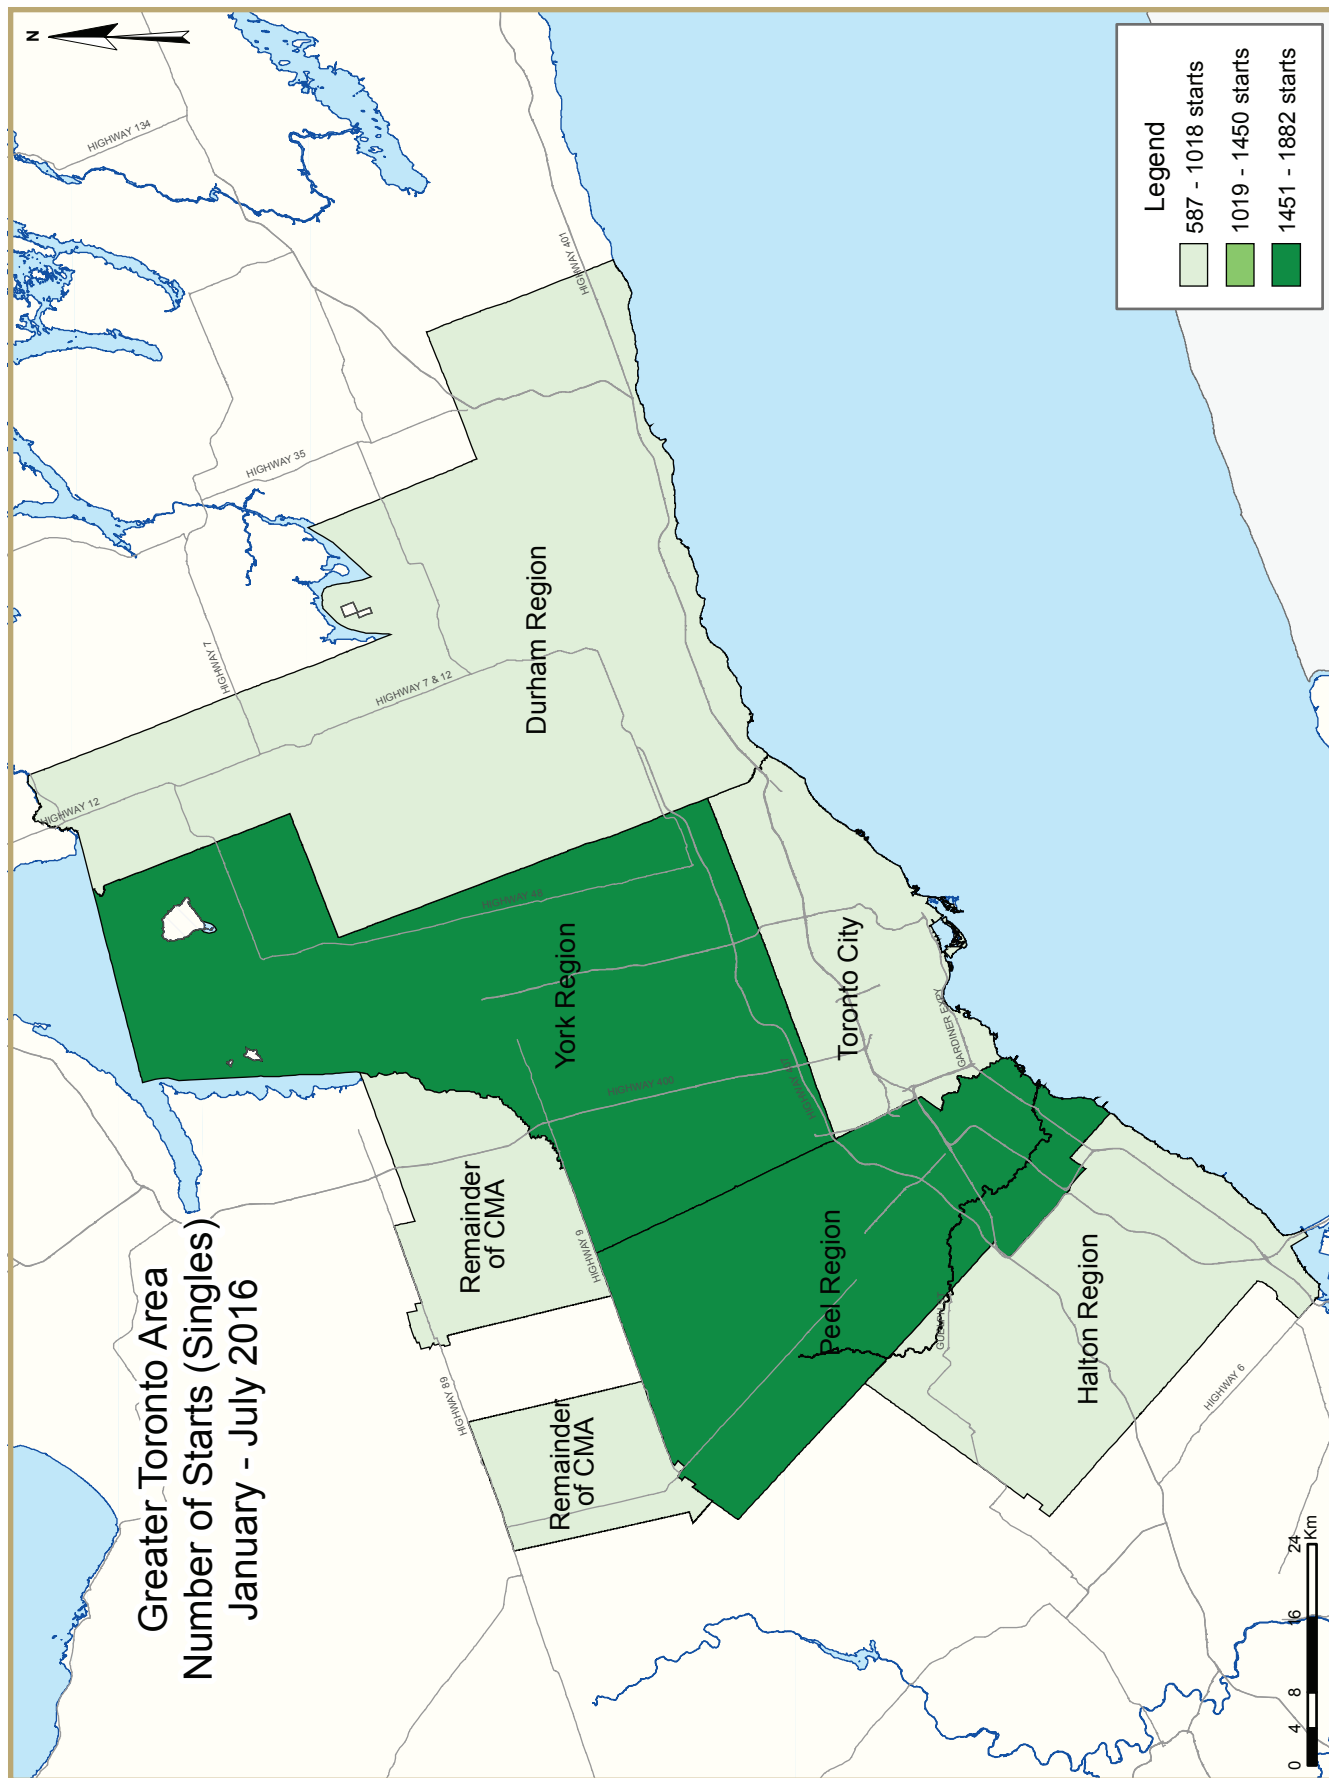 Greater Toronto Area
Number of Starts (Singles)
January - July 2016
N
HIGHWAY 134
HIGHWAY 401
HIGHWAY 35
HIGHWAY 7
HIGHWAY 7 & 12
HIGHWAY 12
Durham Region
HIGHWAY 48
York Region
HIGHWAY 400
Toronto City
GARDINER EXPY
Remainder
of CMA
HIGHWAY 9
HIGHWAY 89
Remainder
of CMA
Peel Region
Halton Region
HIGHWAY 6
Legend
587 - 1018 starts
1019 - 1450 starts
1451 - 1882 starts
0 4 8 16 24
Km